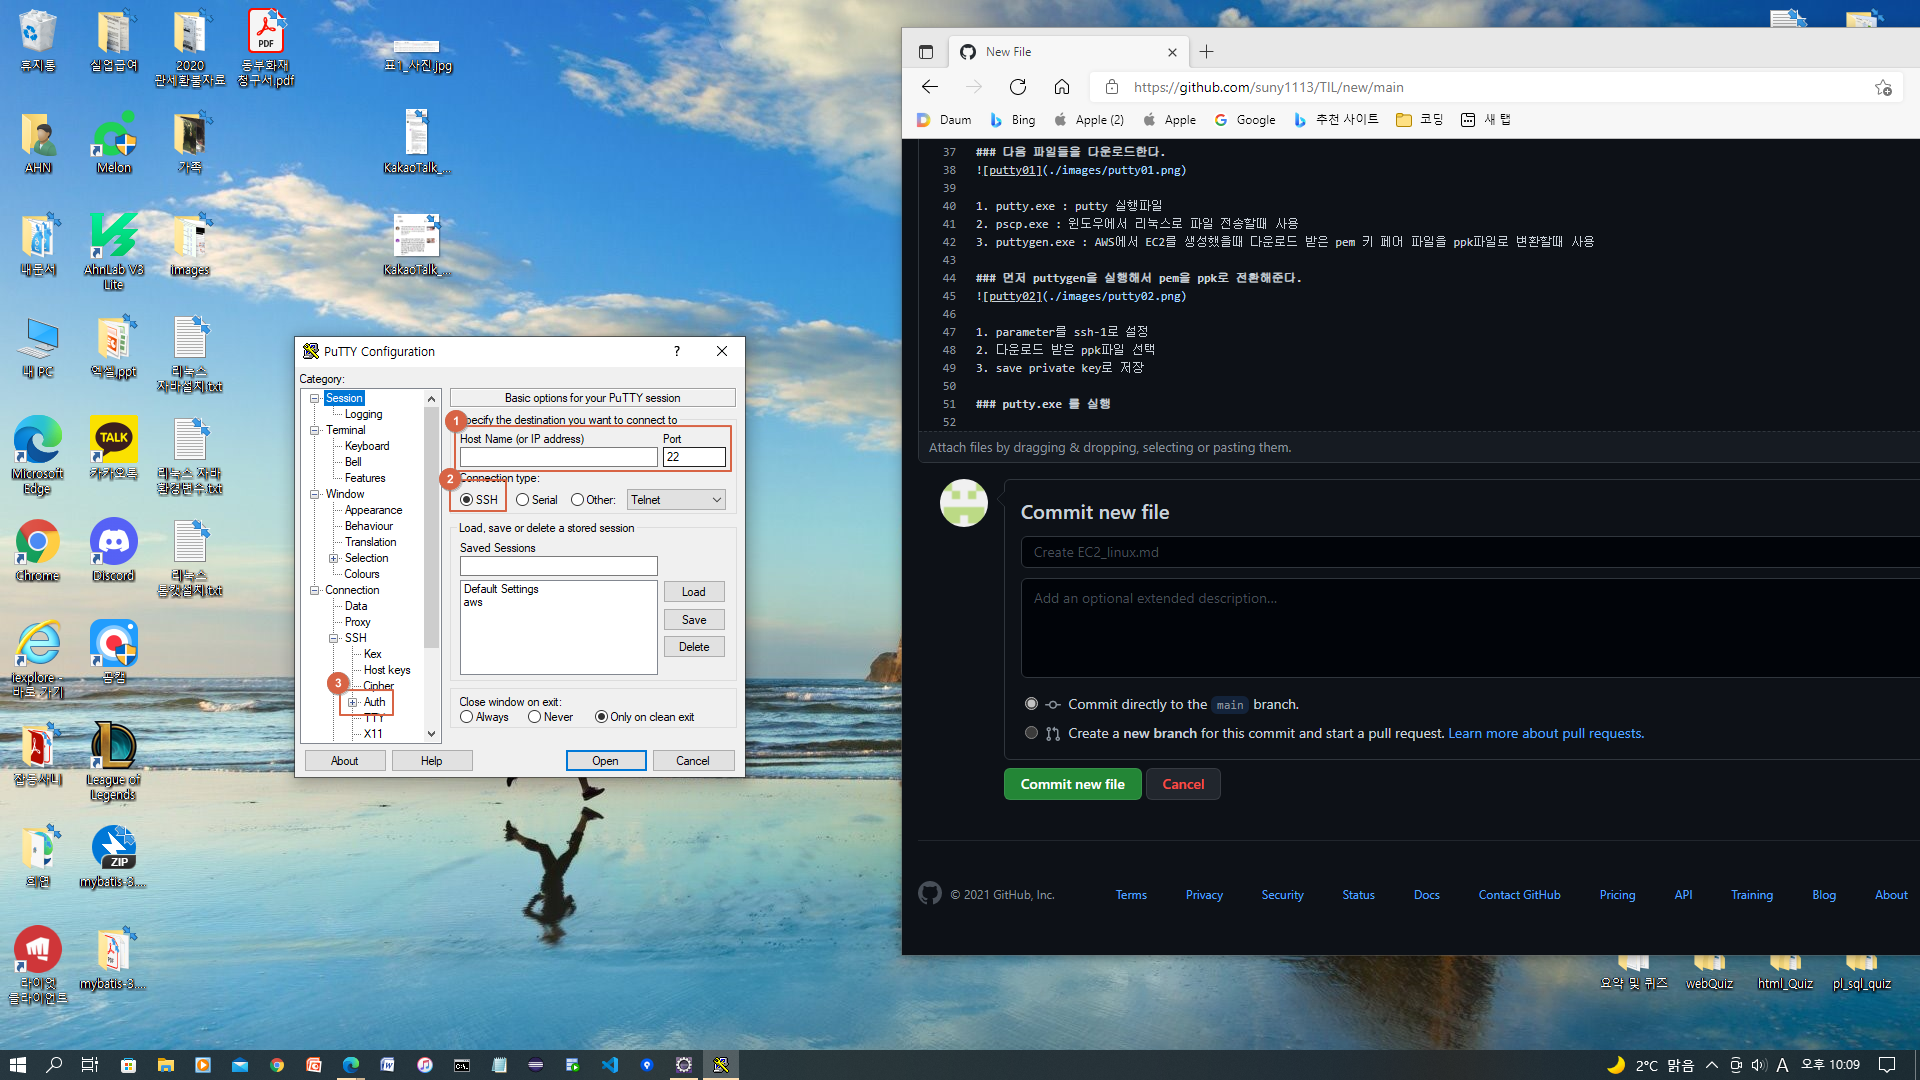 휴지통
실업급여
2020
관세환불자료
동부화재
청구서.pdf
표1_사진.jpg
AHN
Melon
가족
KakaoTalk_...
내문서
AhnLab V3
Lite
images
KakaoTalk_...
내 PC
엑셀.ppt
리눅스
자바설치.txt
Microsoft
Edge
카카오톡
리눅스 자바
환경변수.txt
Chrome
Discord
리눅스
톰캣설치.txt
iexplore -
바로 가기
곰캠
잡동사니
League of
Legends
희연
ZIP
mybatis-3....
라이엇
클라이언트
mybatis-3....
PuTTY Configuration
?
Category:
Session
Logging
Terminal
Keyboard
Bell
Features
Window
Appearance
Behaviour
Translation
Selection
Colours
Connection
Data
Proxy
SSH
Kex
Host keys
Cipher
3
Auth
TTY
X11
Basic options for your PuTTY session
1
pecify the destination you want to connect to
Host Name (or IP address) Port
22
2
Connection type:
SSH Serial Other: Telnet
Load, save or delete a stored session
Saved Sessions
Default Settings
aws
Load
Save
Delete
Close window on exit:
Always Never Only on clean exit
About Help Open Cancel
New File
https://github.com/suny1113/TIL/new/main
Daum Bing Apple (2) Apple Google 추천 사이트 코딩 새 탭
37 ### 다음 파일들을 다운로드한다.
38 ![putty01](./images/putty01.png)
39
40 1. putty.exe : putty 실행파일
41 2. pscp.exe : 윈도우에서 리눅스로 파일 전송할때 사용
42 3. puttygen.exe : AWS에서 EC2를 생성했을때 다운로드 받은 pem 키 페어 파일을 ppk파일로 변환할때 사용
43
44 ### 먼저 puttygen을 실행해서 pem을 ppk로 전환해준다.
45 ![putty02](./images/putty02.png)
46
47 1. parameter를 ssh-1로 설정
48 2. 다운로드 받은 ppk파일 선택
49 3. save private key로 저장
50
51 ### putty.exe 를 실행
52
Attach files by dragging & dropping, selecting or pasting them.
Commit new file
Create EC2_linux.md
Add an optional extended description...
Commit directly to the main branch.
Create a new branch for this commit and start a pull request. Learn more about pull requests.
Commit new file Cancel
© 2021 GitHub, Inc. Terms Privacy Security Status Docs Contact GitHub Pricing API Training Blog About
요약 및 퀴즈
webQuiz
html_Quiz
pl_sql_quiz
2°C 맑음 A 오후 10:09